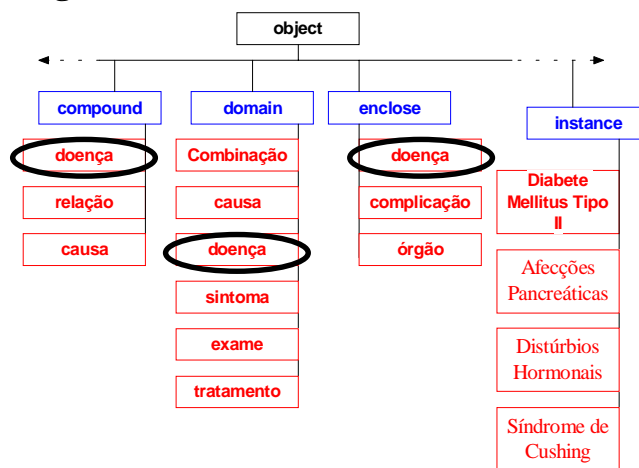 object
compound
domain
enclose
instance
doença
relação
causa
Combinação
causa
doença
sintoma
exame
tratamento
doença
complicação
órgão
Diabete
Mellitus Tipo
II
Afecções
Pancreáticas
Distúrbios
Hormonais
Síndrome de
Cushing